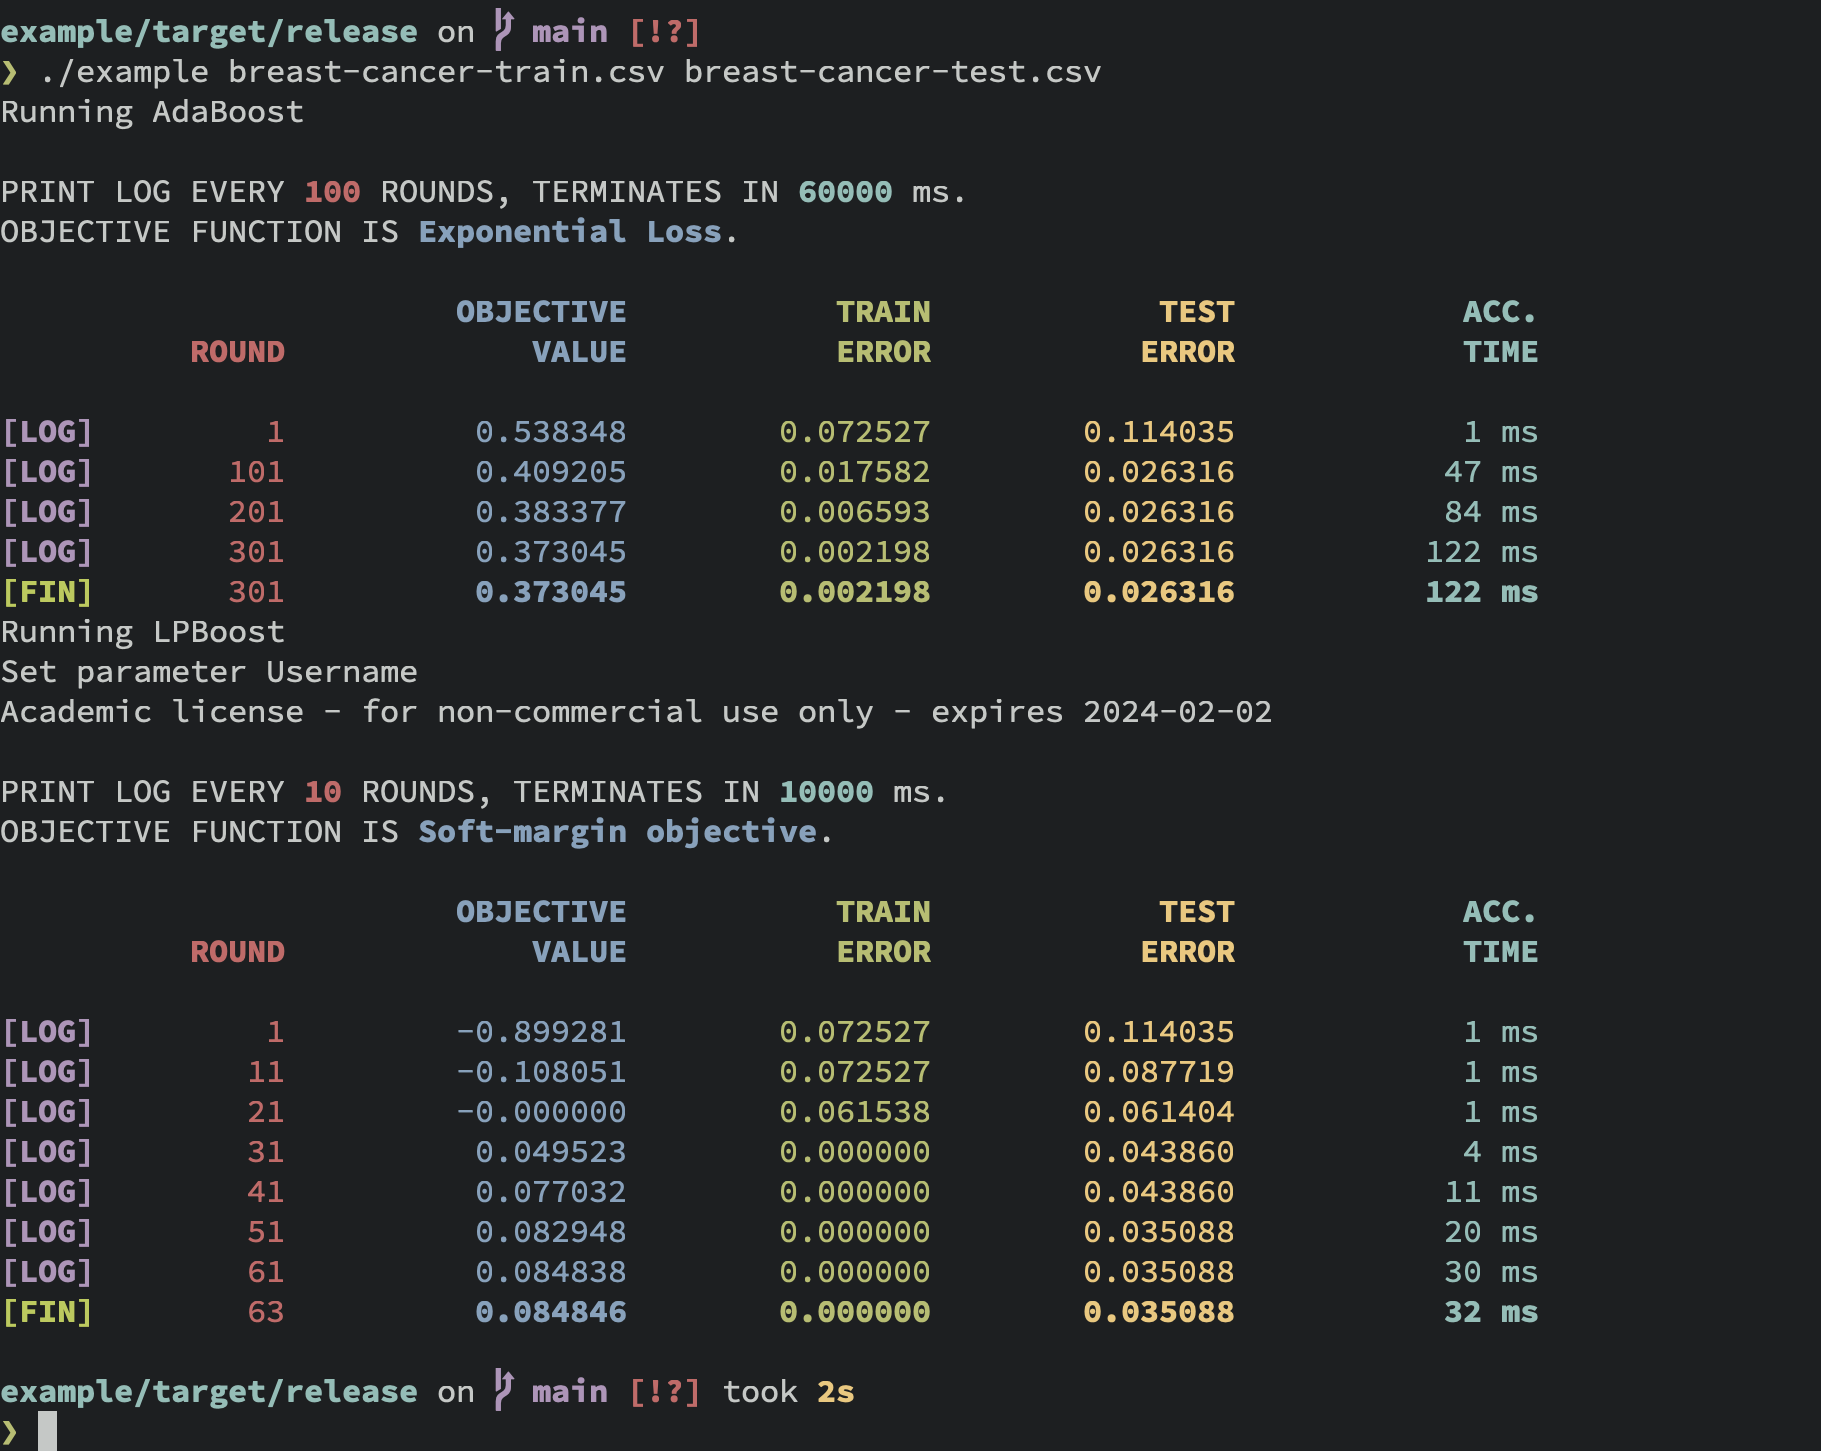 example/target/release on main [!?]
❯ ./example breast-cancer-train.csv breast-cancer-test.csv
Running AdaBoost
PRINT LOG EVERY 100 ROUNDS, TERMINATES IN 60000 ms.
OBJECTIVE FUNCTION IS Exponential Loss.
OBJECTIVE TRAIN TEST ACC.
ROUND VALUE ERROR ERROR TIME
[LOG] 1 0.538348 0.072527 0.114035 1 ms
[LOG] 101 0.409205 0.017582 0.026316 47 ms
[LOG] 201 0.383377 0.006593 0.026316 84 ms
[LOG] 301 0.373045 0.002198 0.026316 122 ms
[FIN] 301 0.373045 0.002198 0.026316 122 ms
Running LPBoost
Set parameter Username
Academic license - for non-commercial use only - expires 2024-02-02
PRINT LOG EVERY 10 ROUNDS, TERMINATES IN 10000 ms.
OBJECTIVE FUNCTION IS Soft-margin objective.
OBJECTIVE TRAIN TEST ACC.
ROUND VALUE ERROR ERROR TIME
[LOG] 1 -0.899281 0.072527 0.114035 1 ms
[LOG] 11 -0.108051 0.072527 0.087719 1 ms
[LOG] 21 -0.000000 0.061538 0.061404 1 ms
[LOG] 31 0.049523 0.000000 0.043860 4 ms
[LOG] 41 0.077032 0.000000 0.043860 11 ms
[LOG] 51 0.082948 0.000000 0.035088 20 ms
[LOG] 61 0.084838 0.000000 0.035088 30 ms
[FIN] 63 0.084846 0.000000 0.035088 32 ms
example/target/release on main [!?] took 2s
❯